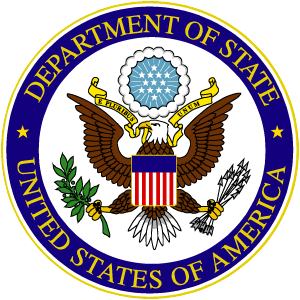 DEPARTMENT OF STATE
E PLURIBUS UNUM
UNITED STATES OF AMERICA